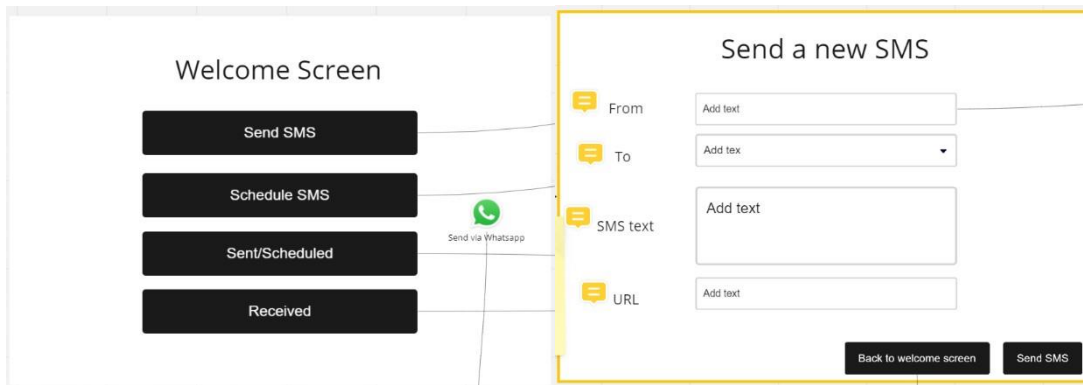 Welcome Screen
Send SMS
Schedule SMS
Send via Whatsapp
Sent/Scheduled
Received
Send a new SMS
From
Add text
To
Add tex
SMS text
Add text
URL
Add text
Back to welcome screen
Send SMS